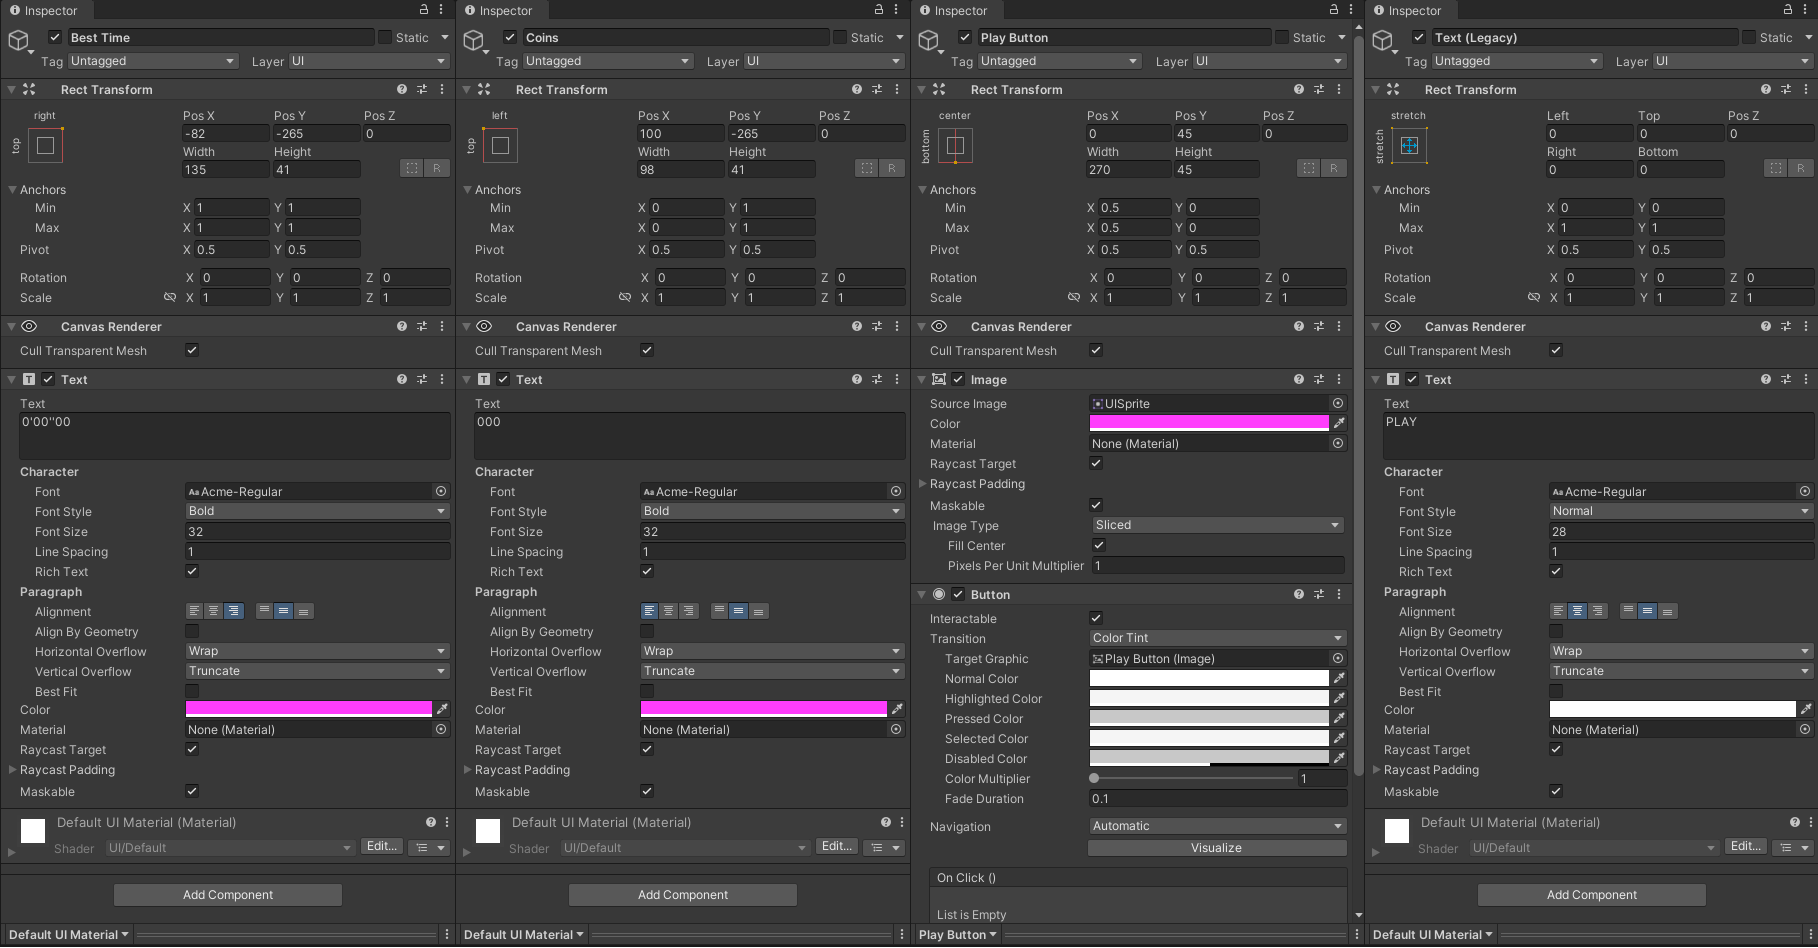 Inspector
Best Time
Static
Tag Untagged Layer UI
Rect Transform
right
top
Pos X Pos Y Pos Z
-82 -265 0
Width Height
135 41
R
Anchors
Min X 1 Y 1
Max X 1 Y 1
Pivot X 0.5 Y 0.5
Rotation X 0 Y 0 Z 0
Scale X 1 Y 1 Z 1
Canvas Renderer
Cull Transparent Mesh
Text
Text
0'00"00
Character
Font Aa Acme-Regular
Font Style Bold
Font Size 32
Line Spacing 1
Rich Text
Paragraph
Alignment
Align By Geometry
Horizontal Overflow Wrap
Vertical Overflow Truncate
Best Fit
Color
Material None (Material)
Raycast Target
Raycast Padding
Maskable
Default UI Material (Material)
Shader UI/Default Edit...
Add Component
Default UI Material
Inspector
Coins
Static
Tag Untagged Layer UI
Rect Transform
left
top
Pos X Pos Y Pos Z
100 -265 0
Width Height
98 41
R
Anchors
Min X 0 Y 1
Max X 0 Y 1
Pivot X 0.5 Y 0.5
Rotation X 0 Y 0 Z 0
Scale X 1 Y 1 Z 1
Canvas Renderer
Cull Transparent Mesh
Text
Text
000
Character
Font Aa Acme-Regular
Font Style Bold
Font Size 32
Line Spacing 1
Rich Text
Paragraph
Alignment
Align By Geometry
Horizontal Overflow Wrap
Vertical Overflow Truncate
Best Fit
Color
Material None (Material)
Raycast Target
Raycast Padding
Maskable
Default UI Material (Material)
Shader UI/Default Edit...
Add Component
Default UI Material
Inspector
Play Button
Static
Tag Untagged Layer UI
Rect Transform
center
bottom
Pos X Pos Y Pos Z
0 45 0
Width Height
270 45
R
Anchors
Min X 0.5 Y 0
Max X 0.5 Y 0
Pivot X 0.5 Y 0.5
Rotation X 0 Y 0 Z 0
Scale X 1 Y 1 Z 1
Canvas Renderer
Cull Transparent Mesh
Image
Source Image UISprite
Color
Material None (Material)
Raycast Target
Raycast Padding
Maskable
Image Type Sliced
Fill Center
Pixels Per Unit Multiplier 1
Button
Interactable
Transition Color Tint
Target Graphic Play Button (Image)
Normal Color
Highlighted Color
Pressed Color
Selected Color
Disabled Color
Color Multiplier 1
Fade Duration 0.1
Navigation Automatic
Visualize
On Click ()
List is Empty
Play Button
Inspector
Text (Legacy)
Static
Tag Untagged Layer UI
Rect Transform
stretch
stretch
Left Top Pos Z
0 0 0
Right Bottom
0 0
R
Anchors
Min X 0 Y 0
Max X 1 Y 1
Pivot X 0.5 Y 0.5
Rotation X 0 Y 0 Z 0
Scale X 1 Y 1 Z 1
Canvas Renderer
Cull Transparent Mesh
Text
Text
PLAY
Character
Font Aa Acme-Regular
Font Style Normal
Font Size 28
Line Spacing 1
Rich Text
Paragraph
Alignment
Align By Geometry
Horizontal Overflow Wrap
Vertical Overflow Truncate
Best Fit
Color
Material None (Material)
Raycast Target
Raycast Padding
Maskable
Default UI Material (Material)
Shader UI/Default Edit...
Add Component
Default UI Material